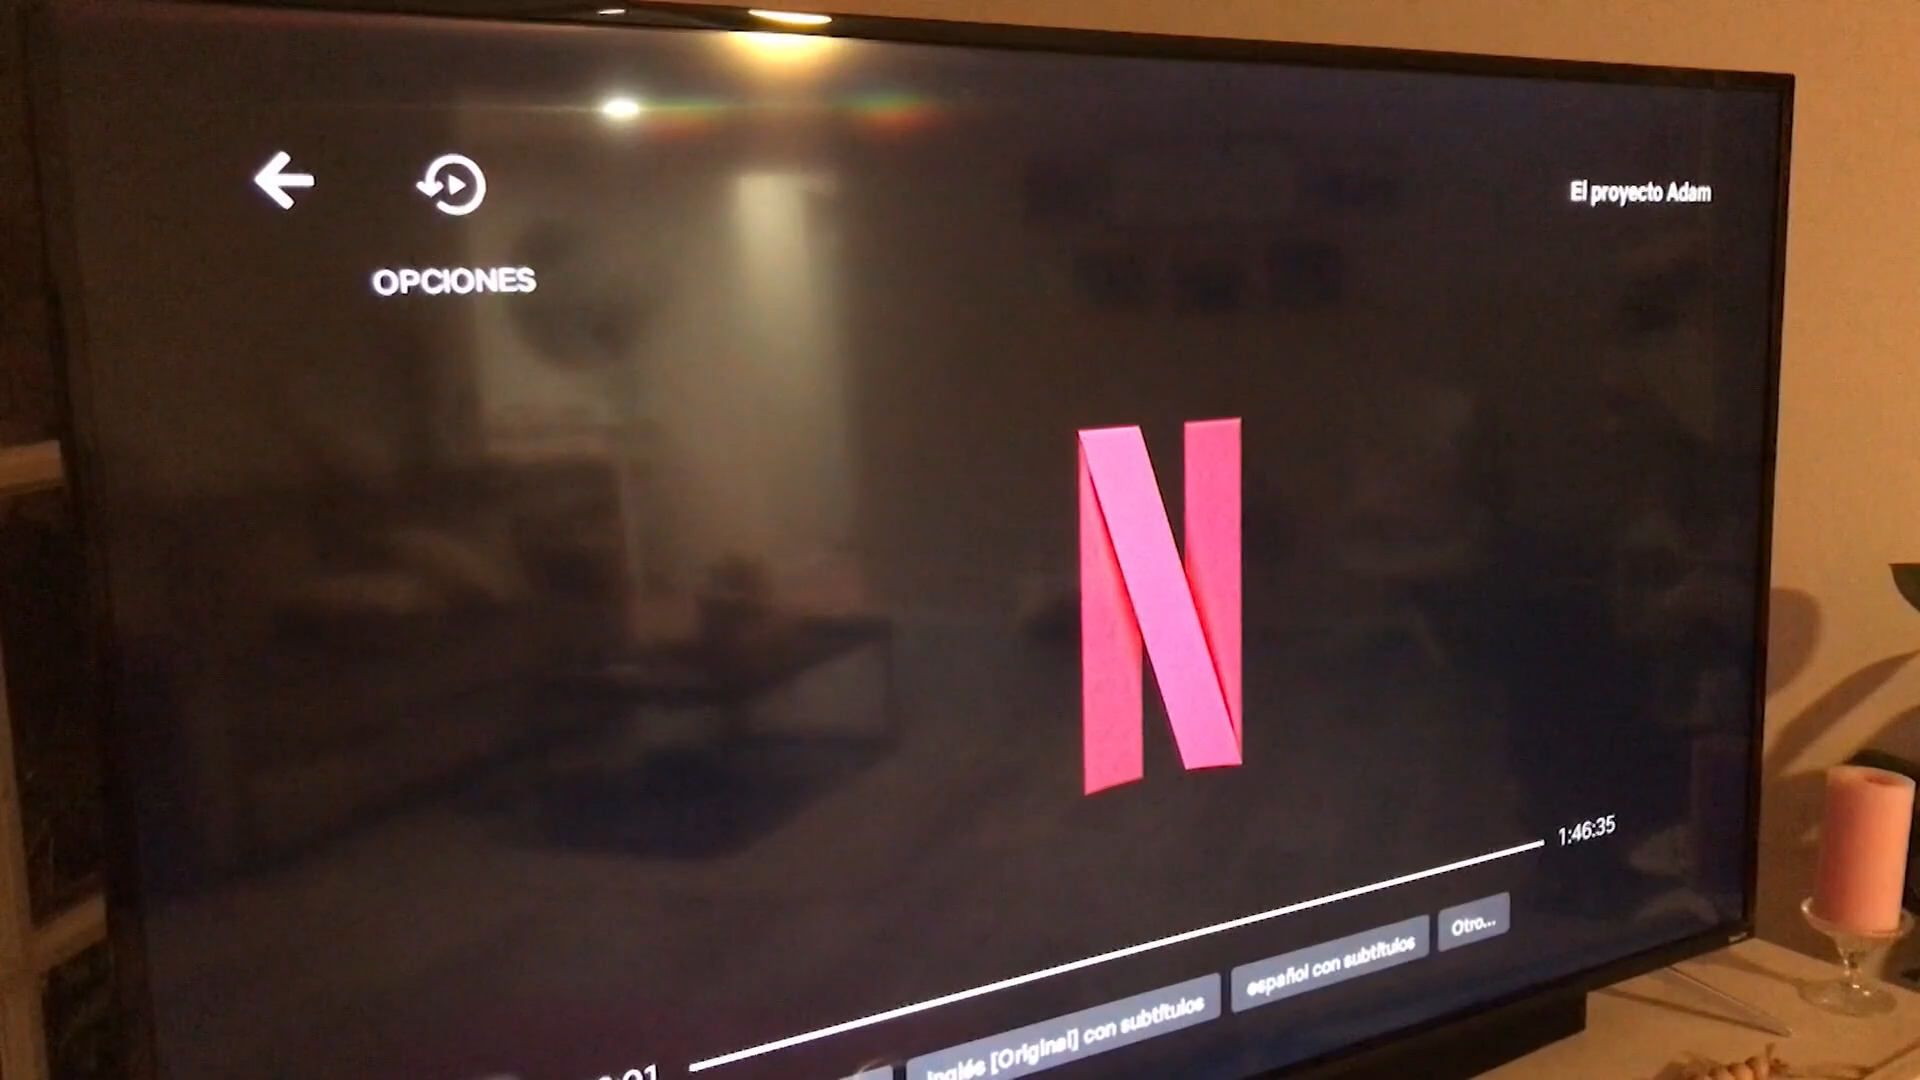 El proyecto Adam
OPCIONES
N
1:46:35
Inglés [Original] con subtítulos
español con subtítulos
Otro...